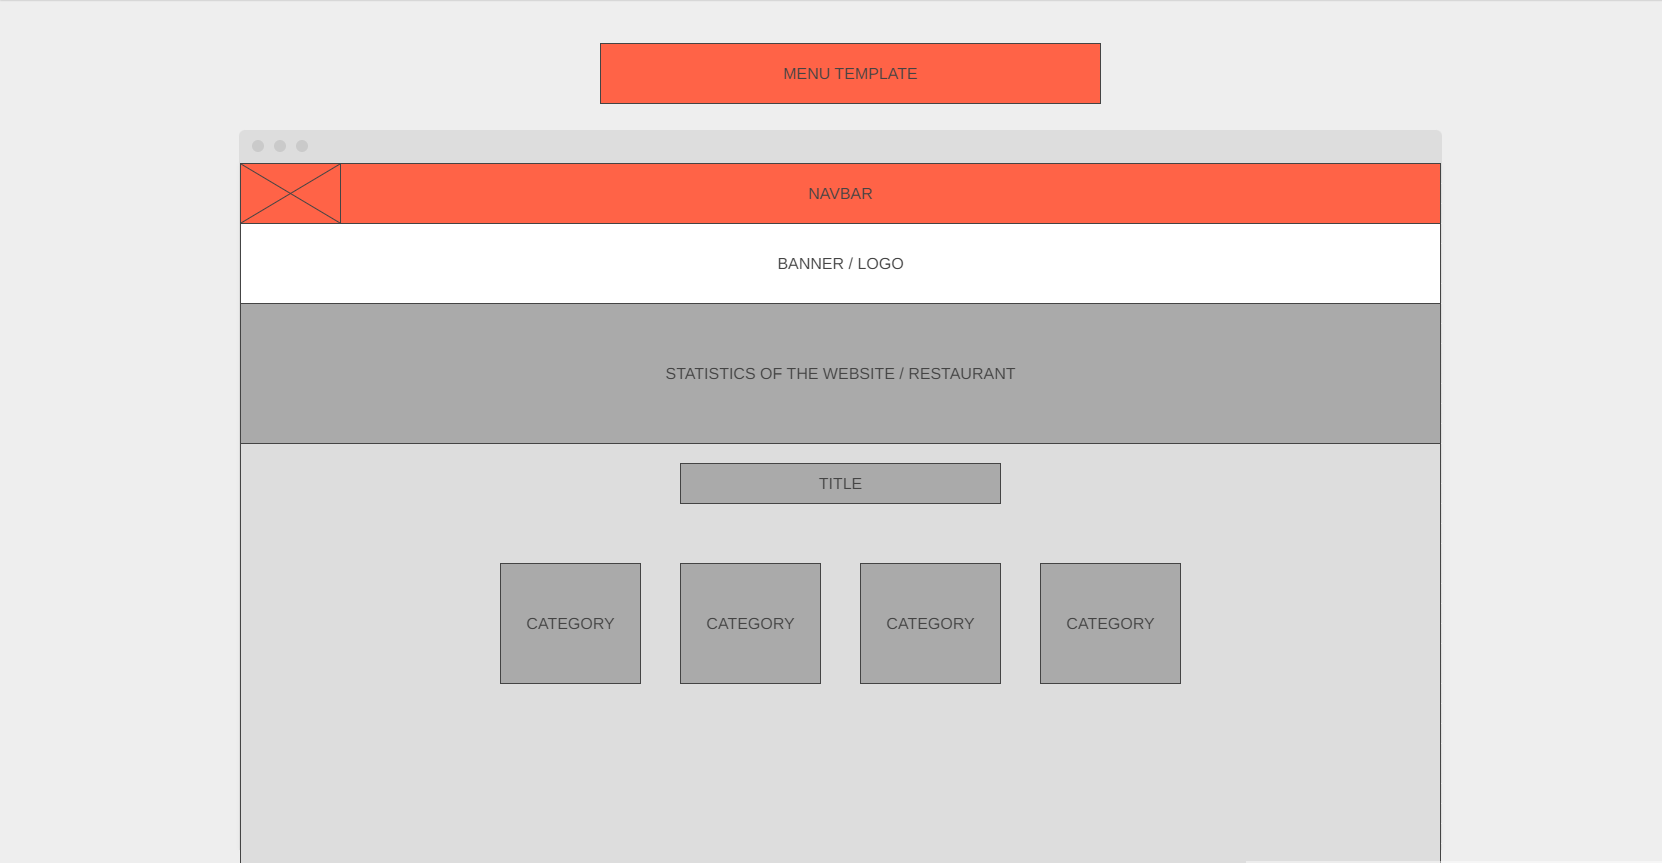 MENU TEMPLATE
NAVBAR
BANNER / LOGO
STATISTICS OF THE WEBSITE / RESTAURANT
TITLE
CATEGORY CATEGORY CATEGORY CATEGORY